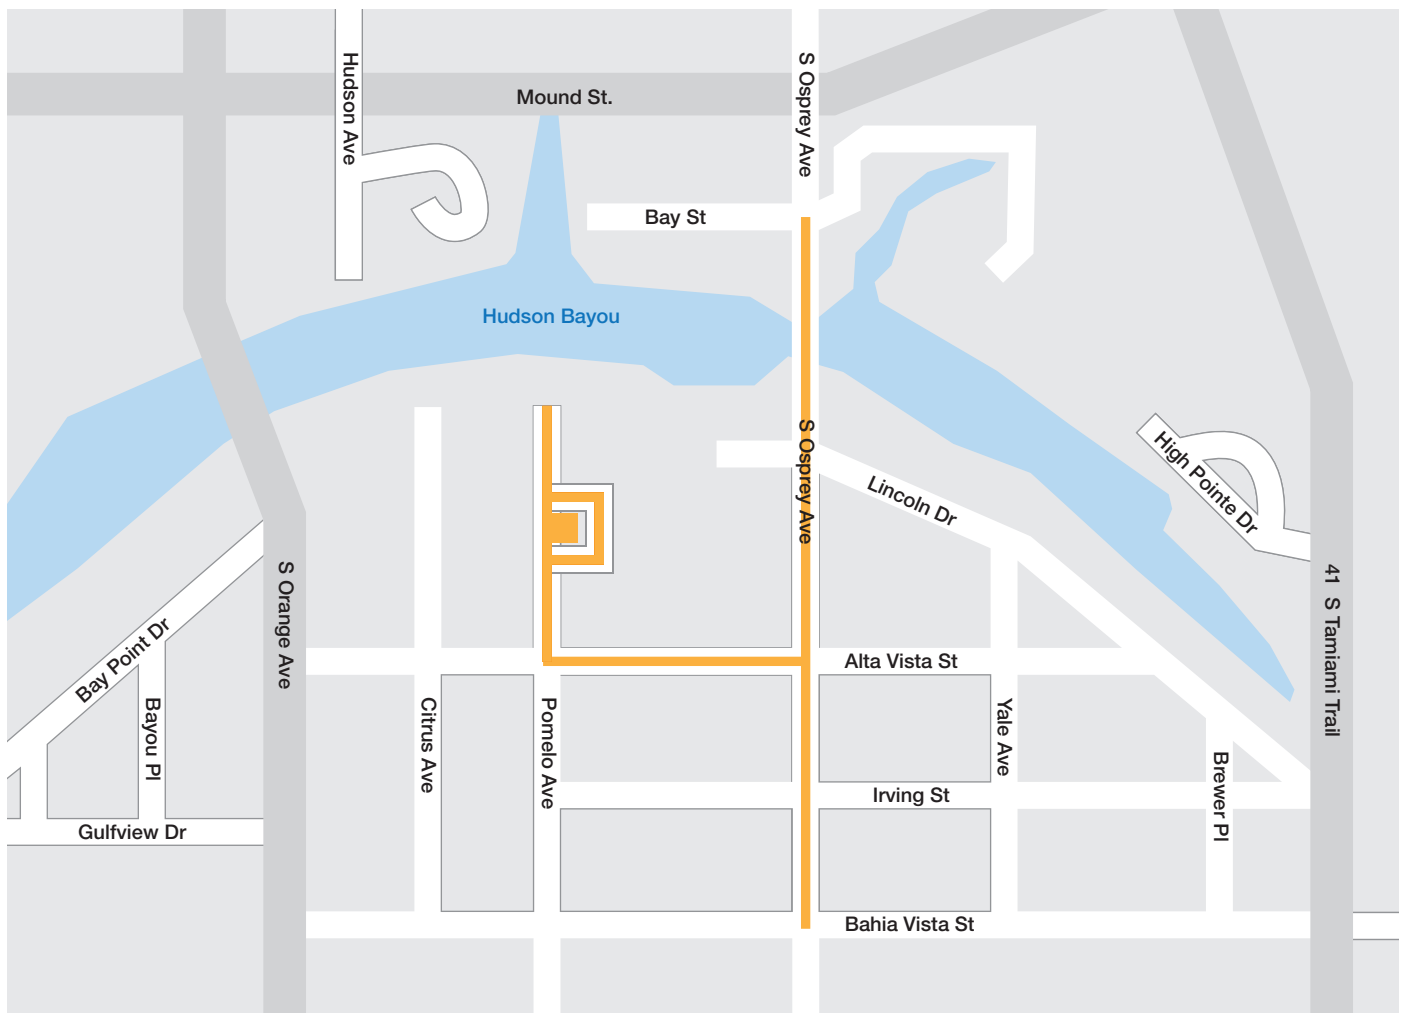 Hudson Ave
S Osprey Ave
Mound St.
Bay St
Hudson Bayou
S Osprey Ave
High Pointe Dr
Lincoln Dr
S Orange Ave
41 S Tamiami Trail
Bay Point Dr
Alta Vista St
Bayou Pl
Citrus Ave
Pomelo Ave
Yale Ave
Brewer Pl
Irving St
Gulfview Dr
Bahia Vista St